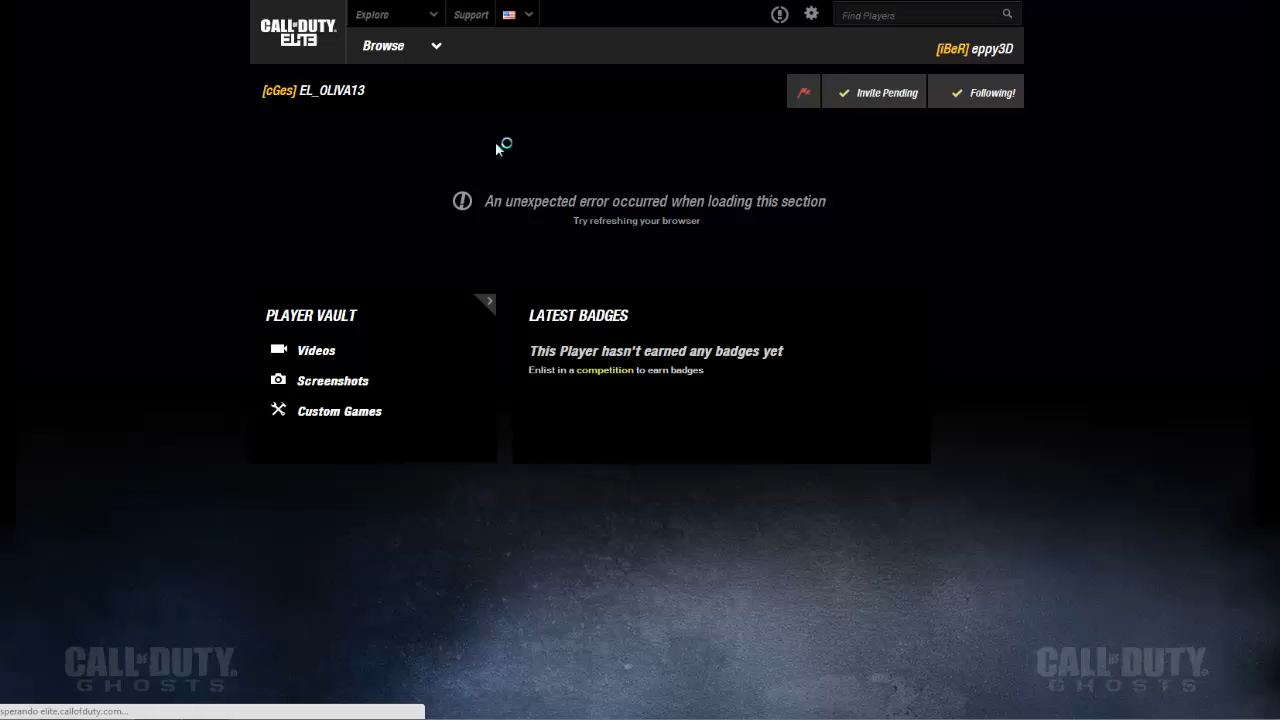 CALL OF DUTY.
ELITE
Explore
Support
Find Players
Browse
[iBeR] eppy3D
[cGes] EL_OLIVA13
Invite Pending
Following!
An unexpected error occurred when loading this section
Try refreshing your browser
PLAYER VAULT
Videos
Screenshots
Custom Games
LATEST BADGES
This Player hasn't earned any badges yet
Enlist in a competition to earn badges
CALL OF DUTY.
GHOSTS
CALL OF DUTY.
GHOSTS
sperando elite.callofduty.com...